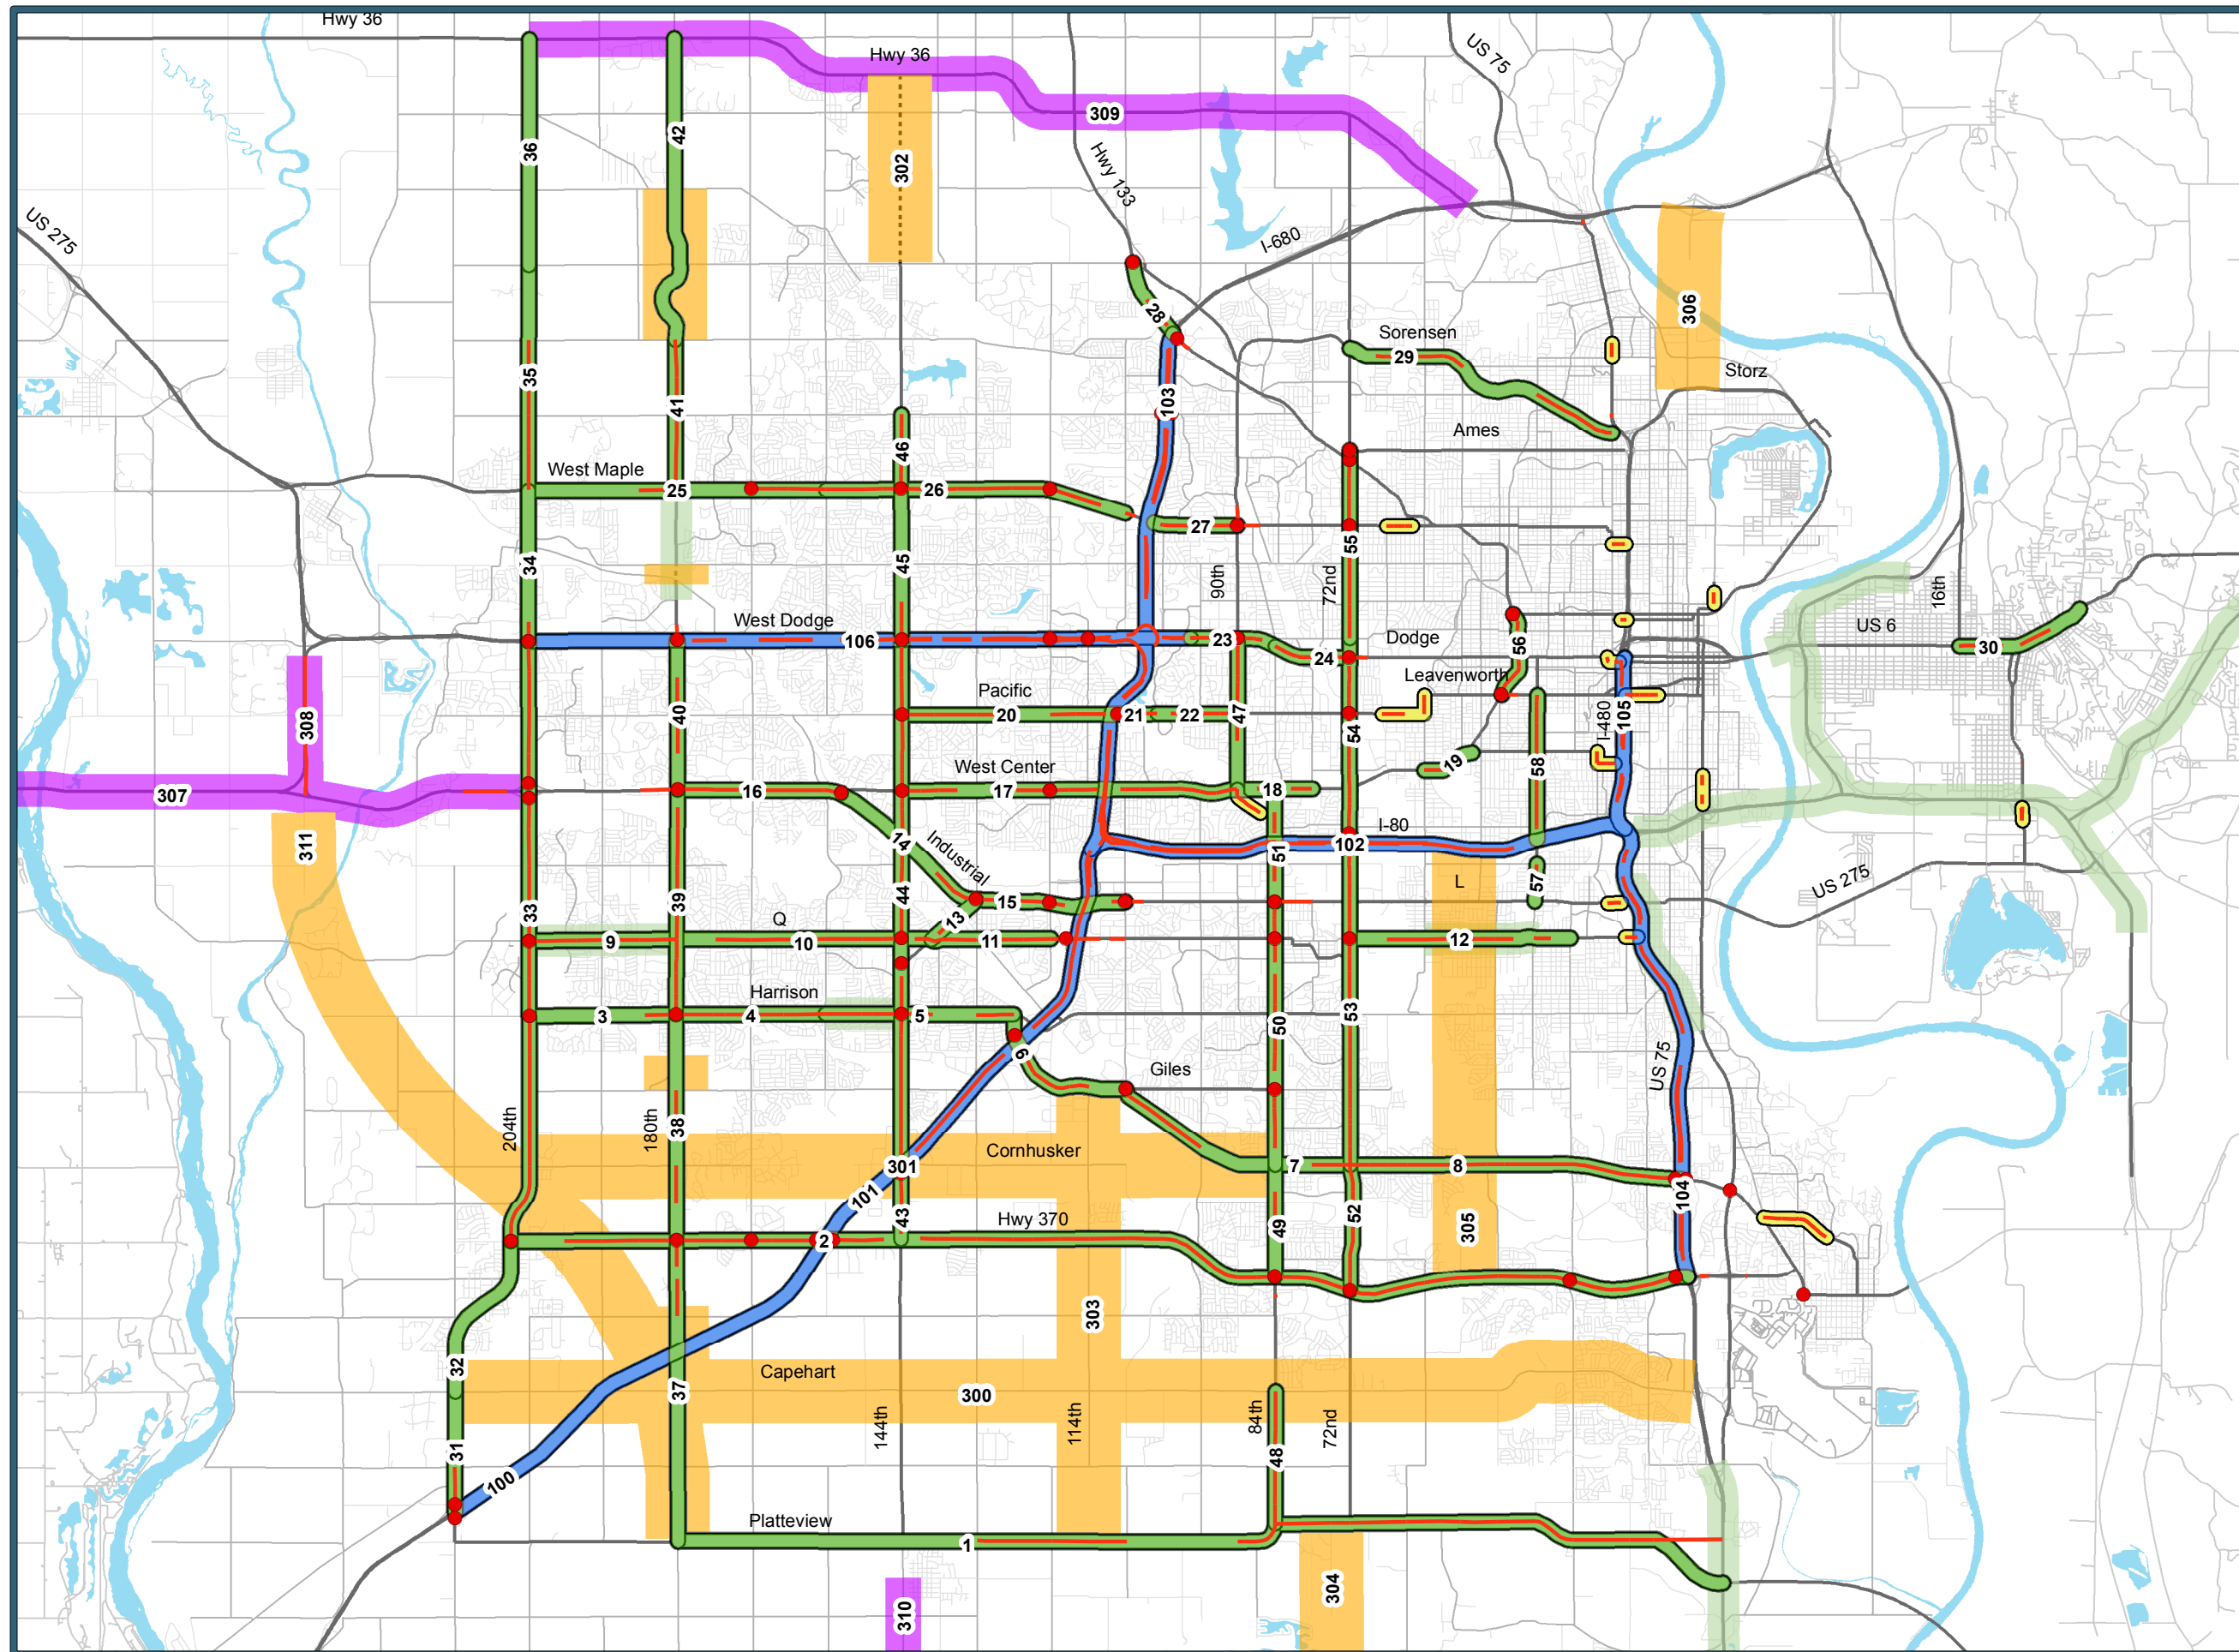 Hwy 36
US 75
Hwy 36
309
42
36
302
Hwy 133
US 275
I-680
306
28
Sorensen
29
Storz
35
103
41
Ames
46
West Maple
25
26
27
55
34
45
90th
72nd
16th
West Dodge
106
23
Dodge
56
US 6
30
24
Leavenworth
Pacific
40
20
21
22
47
54
I-480
105
308
West Center
19
58
307
16
17
18
I-80
311
14
Industrial
51
102
L
57
US 275
39
44
33
13
15
Q
9
10
11
12
Harrison
3
4
5
50
53
6
Giles
US 75
204th
180th
38
Cornhusker
301
7
8
101
104
43
Hwy 370
2
49
52
305
303
32
Capehart
37
300
144th
114th
84th
72nd
31
100
48
Platteview
1
310
304